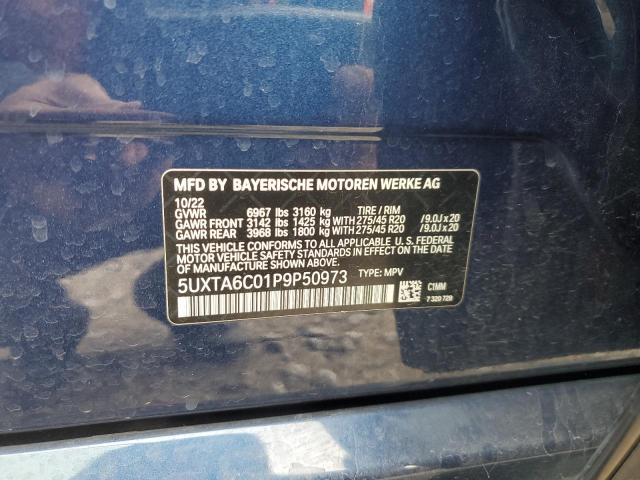 MFD BY BAYERISCHE MOTOREN WERKE AG
10/22
GVWR 6967 lbs 3160 kg TIRE / RIM
GAWR FRONT 3142 lbs 1425 kg WITH 275/45 R20 /9.0J x 20
GAWR REAR 3968 lbs 1800 kg WITH 275/45 R20 /9.0J x 20
THIS VEHICLE CONFORMS TO ALL APPLICABLE U. S. FEDERAL
MOTOR VEHICLE SAFETY STANDARDS IN EFFECT ON THE DATE
OF MANUFACTURE SHOWN ABOVE.
5UXTA6C01P9P50973 TYPE: MPV
C1MM
7 320 729